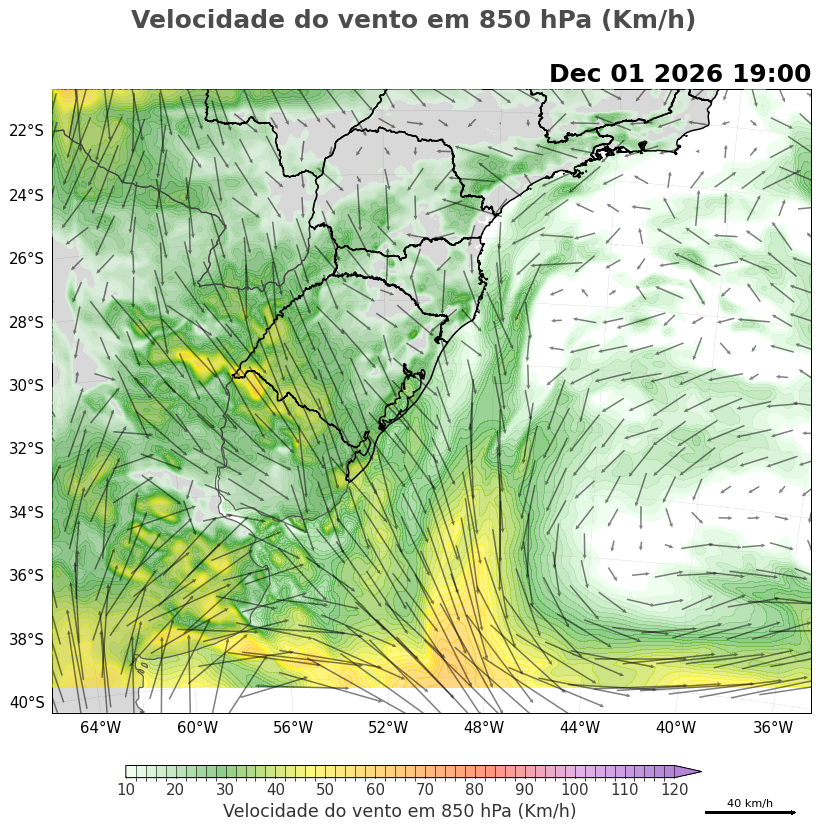 Velocidade do vento em 850 hPa (Km/h)
Dec 01 2026 19:00
22°S
24°S
26°S
28°S
30°S
32°S
34°S
36°S
38°S
40°S
64°W 60°W 56°W 52°W 48°W 44°W 40°W 36°W
10 20 30 40 50 60 70 80 90 100 110 120
Velocidade do vento em 850 hPa (Km/h)
40 km/h